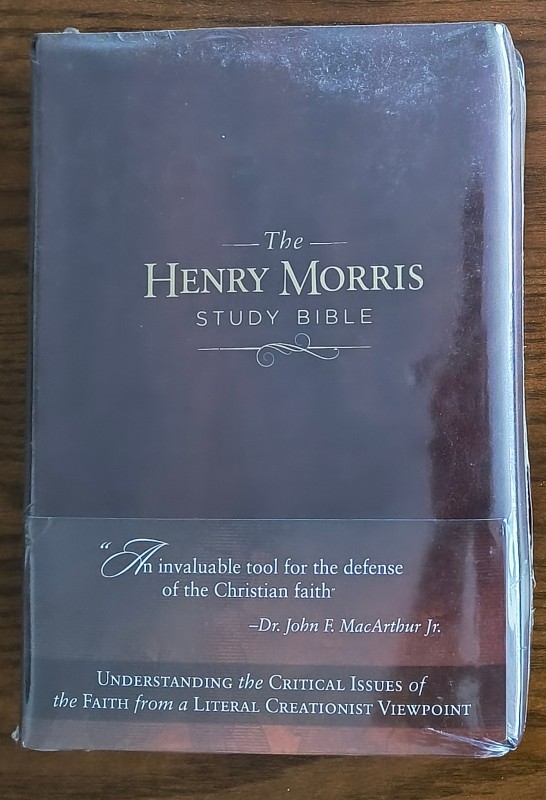 The
HENRY MORRIS
STUDY BIBLE
“An invaluable tool for the defense
of the Christian faith”
–Dr. John F. MacArthur Jr.
UNDERSTANDING the CRITICAL ISSUES of
the FAITH from a LITERAL CREATIONIST VIEWPOINT